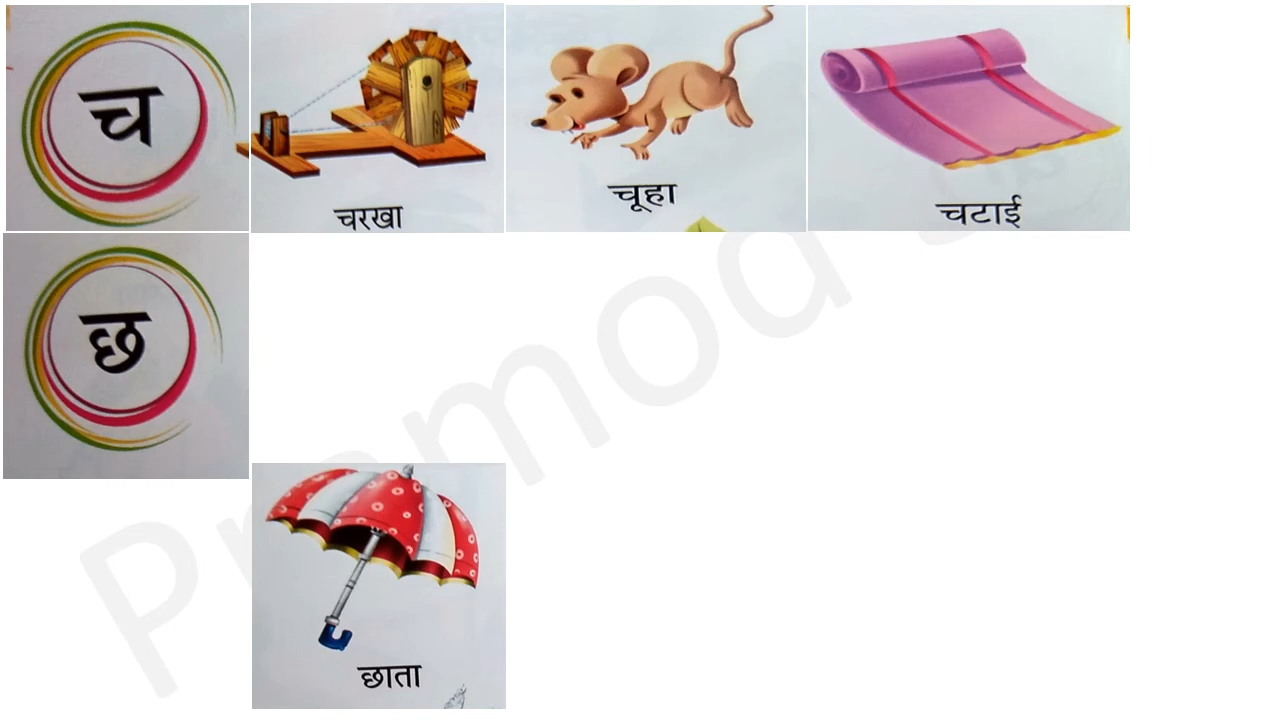 च
चरखा
चूहा
चटाई
छ
छाता